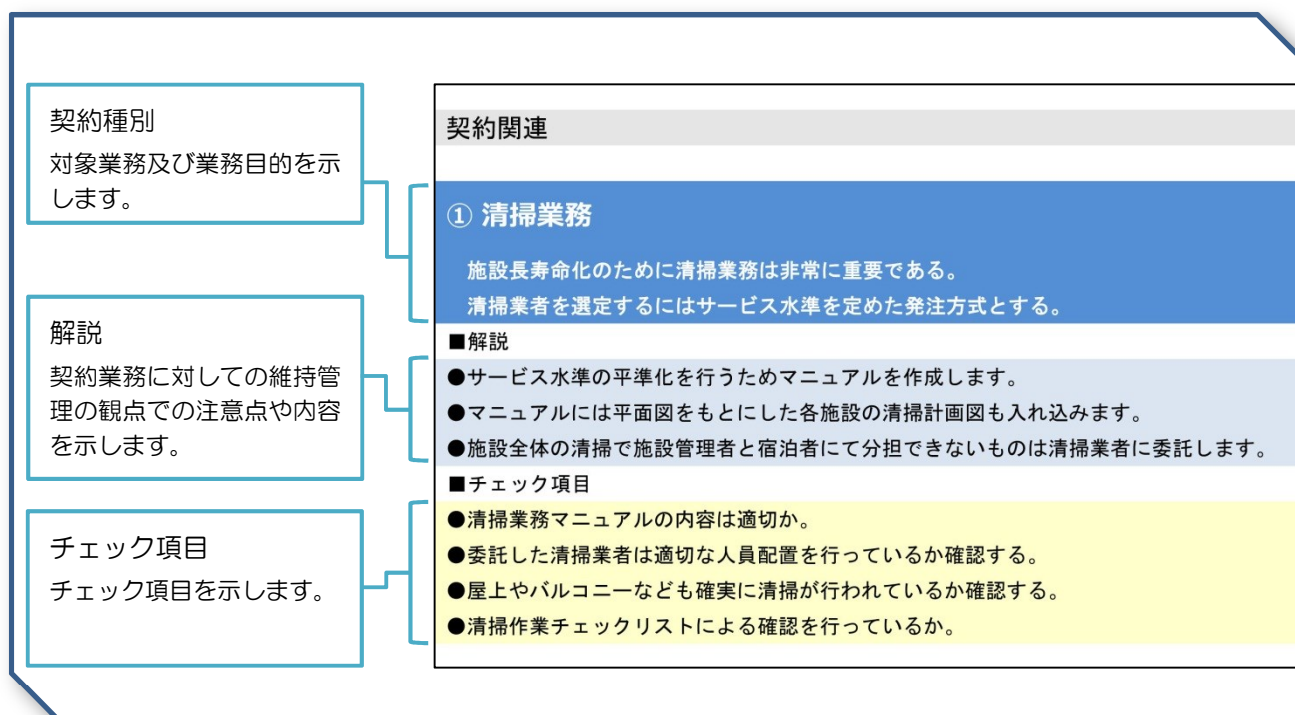 契約種別
対象業務及び業務目的を示
します。
解説
契約業務に対しての維持管
理の観点での注意点や内容
を示します。
チェック項目
チェック項目を示します。
契約関連
① 清掃業務
施設長寿命化のために清掃業務は非常に重要である。
清掃業者を選定するにはサービス水準を定めた発注方式とする。
■解説
●サービス水準の平準化を行うためマニュアルを作成します。
●マニュアルには平面図をもとにした各施設の清掃計画図も入れ込みます。
●施設全体の清掃で施設管理者と宿泊者にて分担できないものは清掃業者に委託します。
■チェック項目
●清掃業務マニュアルの内容は適切か。
●委託した清掃業者は適切な人員配置を行っているか確認する。
●屋上やバルコニーなども確実に清掃が行われているか確認する。
●清掃作業チェックリストによる確認を行っているか。